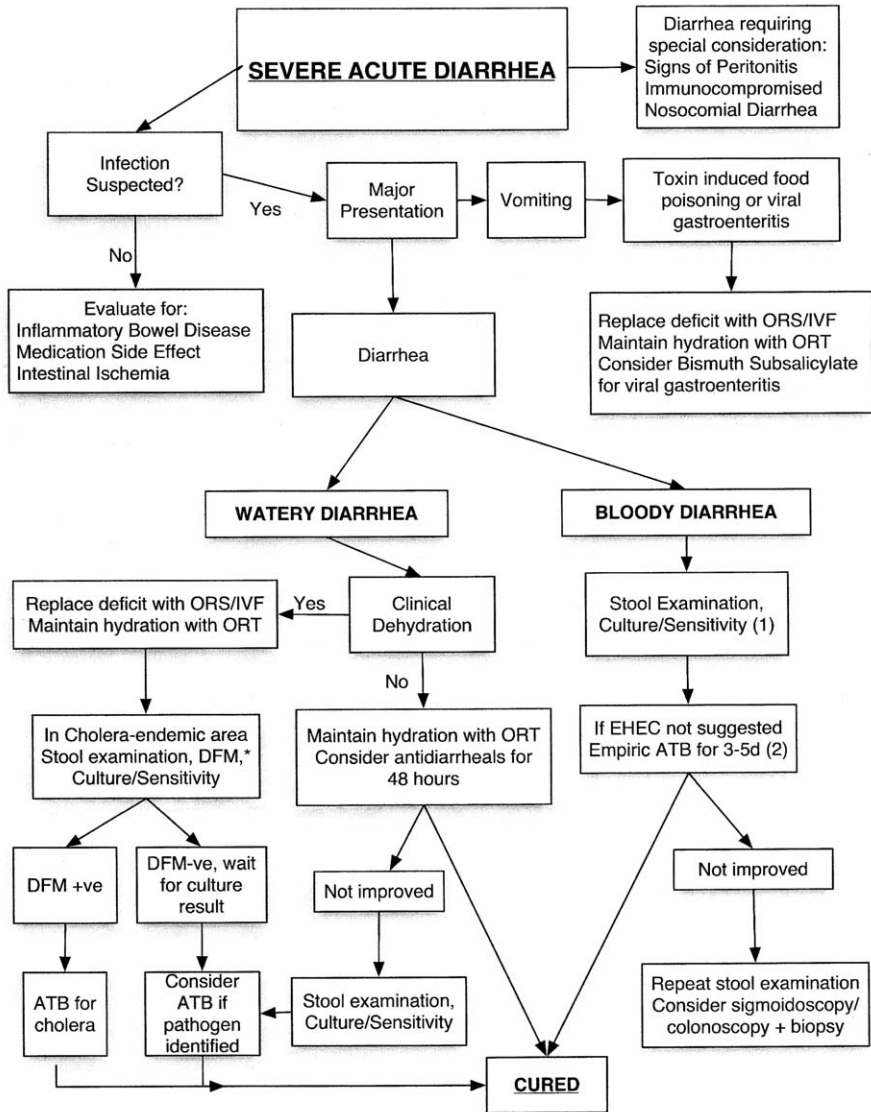 SEVERE ACUTE DIARRHEA
Diarrhea requiring
special consideration:
Signs of Peritonitis
Immunocompromised
Nosocomial Diarrhea
Infection
Suspected?
Yes
No
Major
Presentation
Vomiting
Toxin induced food
poisoning or viral
gastroenteritis
Evaluate for:
Inflammatory Bowel Disease
Medication Side Effect
Intestinal Ischemia
Diarrhea
Replace deficit with ORS/IVF
Maintain hydration with ORT
Consider Bismuth Subsalicylate
for viral gastroenteritis
WATERY DIARRHEA
BLOODY DIARRHEA
Replace deficit with ORS/IVF
Maintain hydration with ORT
Yes
Clinical
Dehydration
No
Stool Examination,
Culture/Sensitivity (1)
In Cholera-endemic area
Stool examination, DFM,*
Culture/Sensitivity
Maintain hydration with ORT
Consider antidiarrheals for
48 hours
If EHEC not suggested
Empiric ATB for 3-5d (2)
DFM +ve
DFM-ve, wait
for culture
result
Not improved
Not improved
ATB for
cholera
Consider
ATB if
pathogen
identified
Stool examination,
Culture/Sensitivity
Repeat stool examination
Consider sigmoidoscopy/
colonoscopy + biopsy
CURED